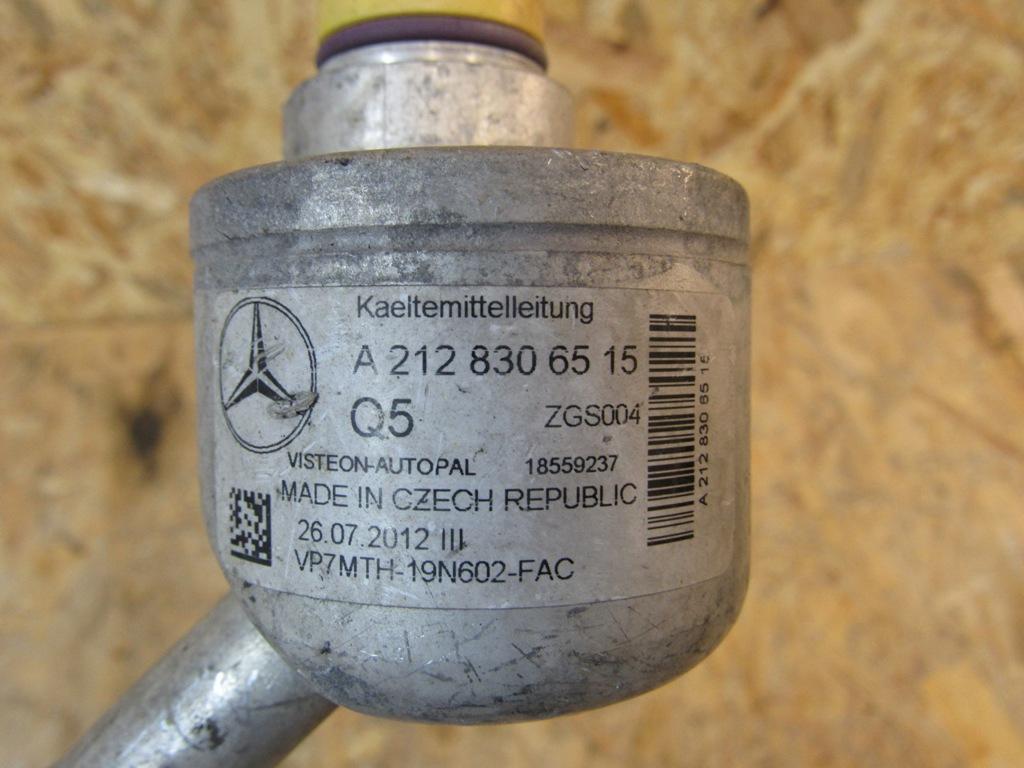 Kaeltemittelleitung
A 212 830 65 15
Q5 ZGS004
VISTEON-AUTOPAL 18559237
MADE IN CZECH REPUBLIC
26.07.2012 III
VP7MTH-19N602-FAC
A 212 830 65 15